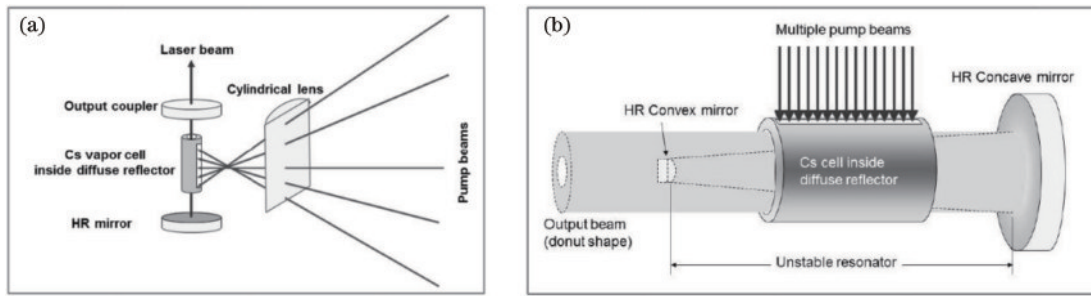 (a)
Laser beam
Output coupler
Cs vapor cell
inside diffuse reflector
HR mirror
Cylindrical lens
Pump beams
(b)
Multiple pump beams
HR Concave mirror
HR Convex mirror
Cs cell inside
diffuse reflector
Output beam
(donut shape)
Unstable resonator